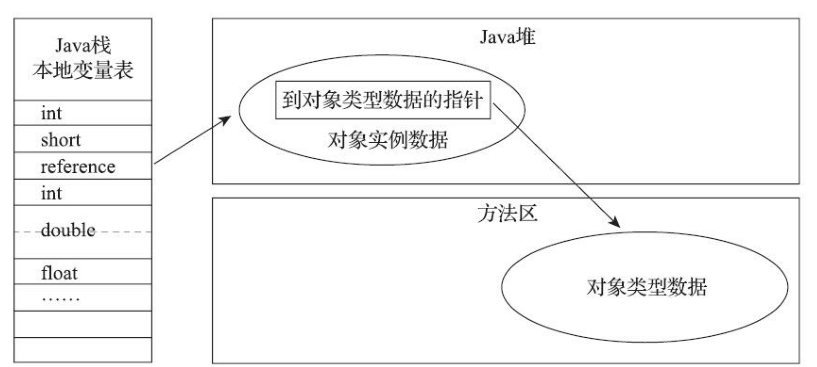 Java栈
本地变量表
int
short
reference
int
double
float
……
Java堆
到对象类型数据的指针
对象实例数据
方法区
对象类型数据